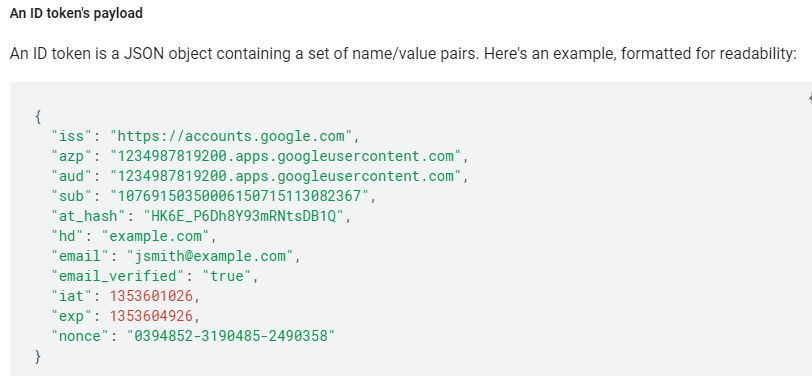 An ID token's payload
An ID token is a JSON object containing a set of name/value pairs. Here's an example, formatted for readability:
{
"iss": "https://accounts.google.com",
"azp": "1234987819200.apps.googleusercontent.com",
"aud": "1234987819200.apps.googleusercontent.com",
"sub": "10769150350006150715113082367",
"at_hash": "HK6E_P6Dh8Y93mRNtsDB1Q",
"hd": "example.com",
"email": "jsmith@example.com",
"email_verified": "true",
"iat": 1353601026,
"exp": 1353604926,
"nonce": "0394852-3190485-2490358"
}